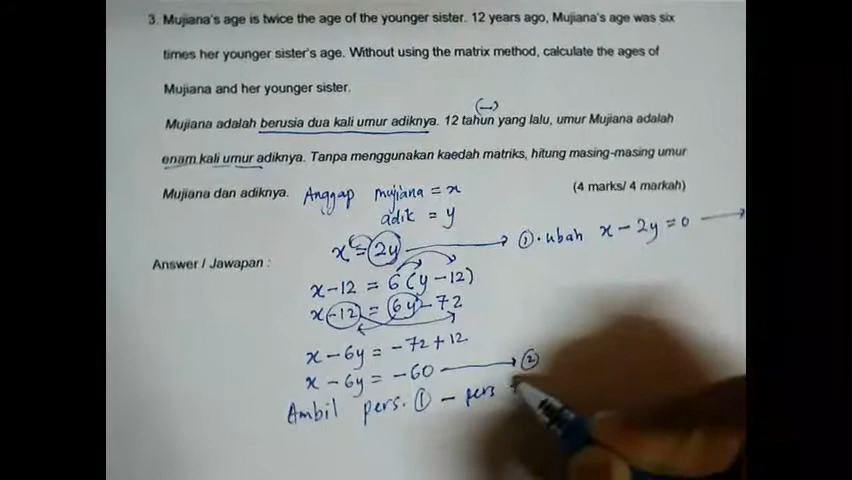 3. Mujiana's age is twice the age of the younger sister. 12 years ago, Mujiana's age was six
times her younger sister's age. Without using the matrix method, calculate the ages of
Mujiana and her younger sister.
(−)
Mujiana adalah berusia dua kali umur adiknya. 12 tahun yang lalu, umur Mujiana adalah
enam kali umur adiknya. Tanpa menggunakan kaedah matriks, hitung masing-masing umur
Mujiana dan adiknya. Anggap mujiana = x (4 marks/ 4 markah)
adik = y
x = 2y → ①. ubah x − 2y = 0 →
Answer / Jawapan :
x − 12 = 6(y − 12)
x − 12 = 6y − 72
x − 6y = −72 + 12
x − 6y = −60 → ②
Ambil pers. ① − pers